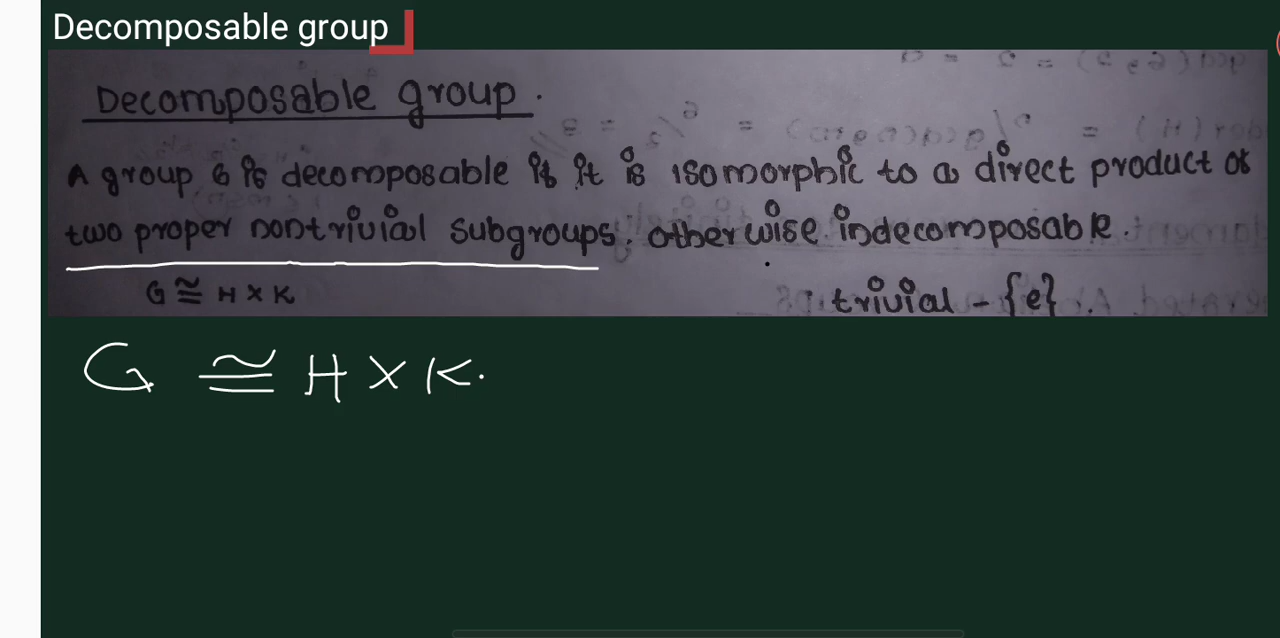 Decomposable group
Decomposable group.
A group G is decomposable if it is isomorphic to a direct product of
two proper nontrivial subgroups. otherwise indecomposable.
G ≅ H × K
trivial - {e}
G ≅ H × K.